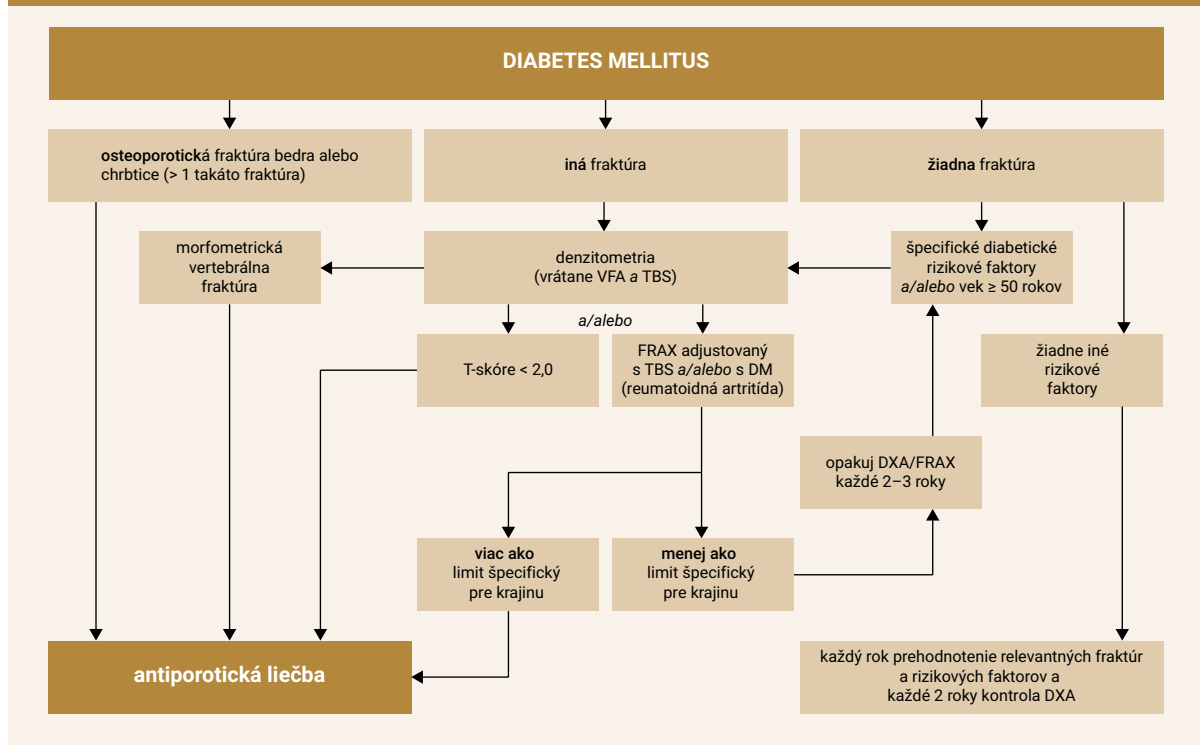 DIABETES MELLITUS
osteoporotická fraktúra bedra alebo
chrbtice (> 1 takáto fraktúra)
iná fraktúra
žiadna fraktúra
morfometrická
vertebrálna
fraktúra
denzitometria
(vrátane VFA a TBS)
špecifické diabetické
rizikové faktory
a/alebo vek ≥ 50 rokov
a/alebo
T-skóre < 2,0
FRAX adjustovaný
s TBS a/alebo s DM
(reumatoidná artritída)
žiadne iné
rizikové
faktory
opakuj DXA/FRAX
každé 2–3 roky
viac ako
limit špecifický
pre krajinu
menej ako
limit špecifický
pre krajinu
antiporotická liečba
každý rok prehodnotenie relevantných fraktúr
a rizikových faktorov a
každé 2 roky kontrola DXA